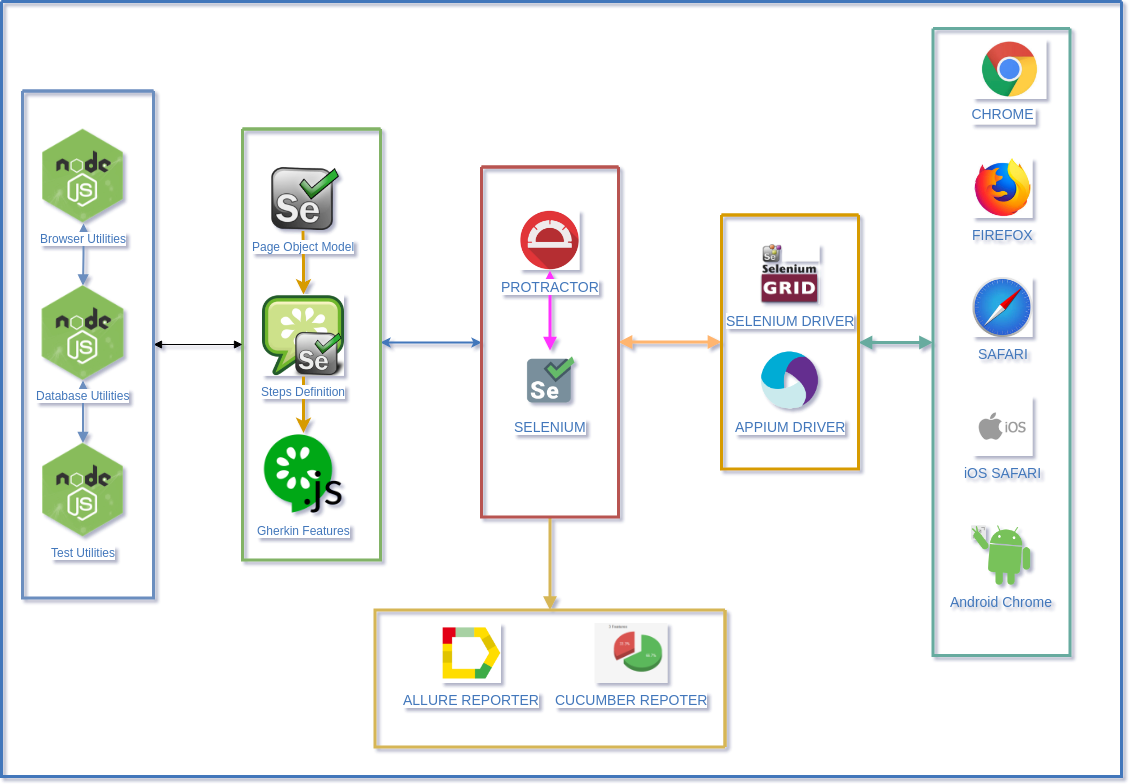 node
JS
Browser Utilities
node
JS
Database Utilities
node
JS
Test Utilities
Se
Page Object Model
Se
Steps Definition
.js
Gherkin Features
PROTRACTOR
Se
SELENIUM
Se
Selenium
GRID
SELENIUM DRIVER
APPIUM DRIVER
CHROME
FIREFOX
SAFARI
iOS
iOS SAFARI
Android Chrome
ALLURE REPORTER
CUCUMBER REPOTER